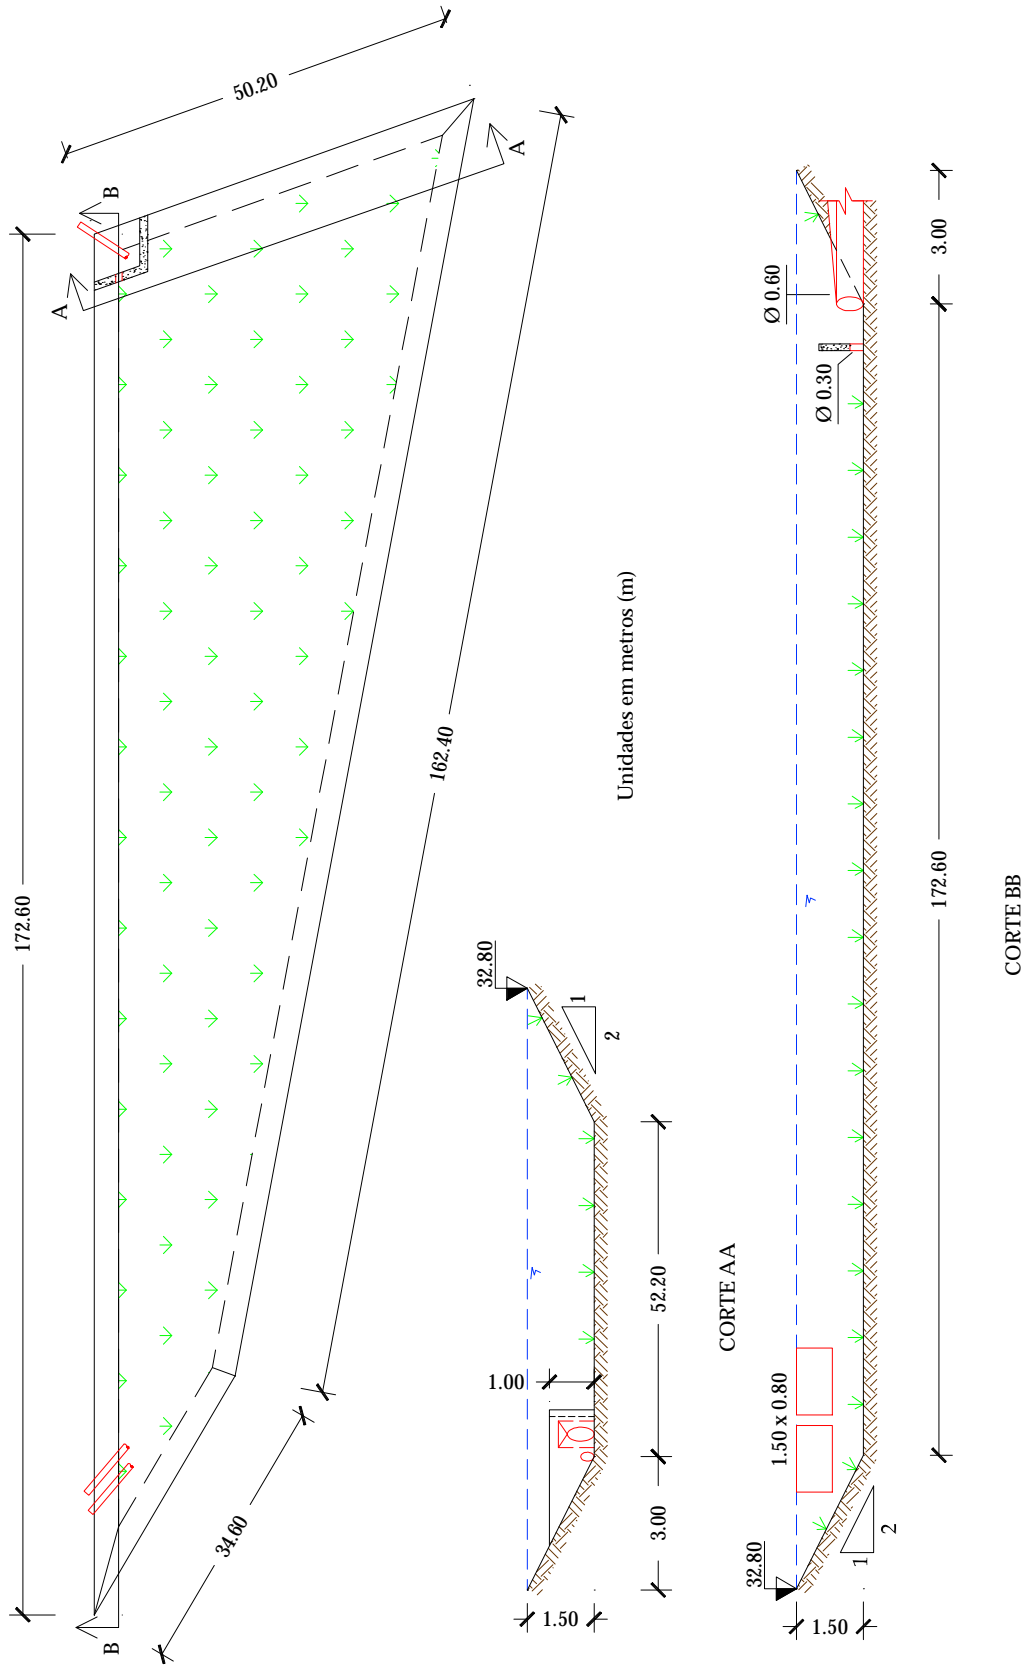 50.20
B
A
A
172.60
162.40
34.60
B
Unidades em metros (m)
32.80
1
2
52.20
1.00
3.00
1.50
CORTE AA
3.00
Ø 0.60
Ø 0.30
172.60
1.50 x 0.80
32.80
1
2
1.50
CORTE BB